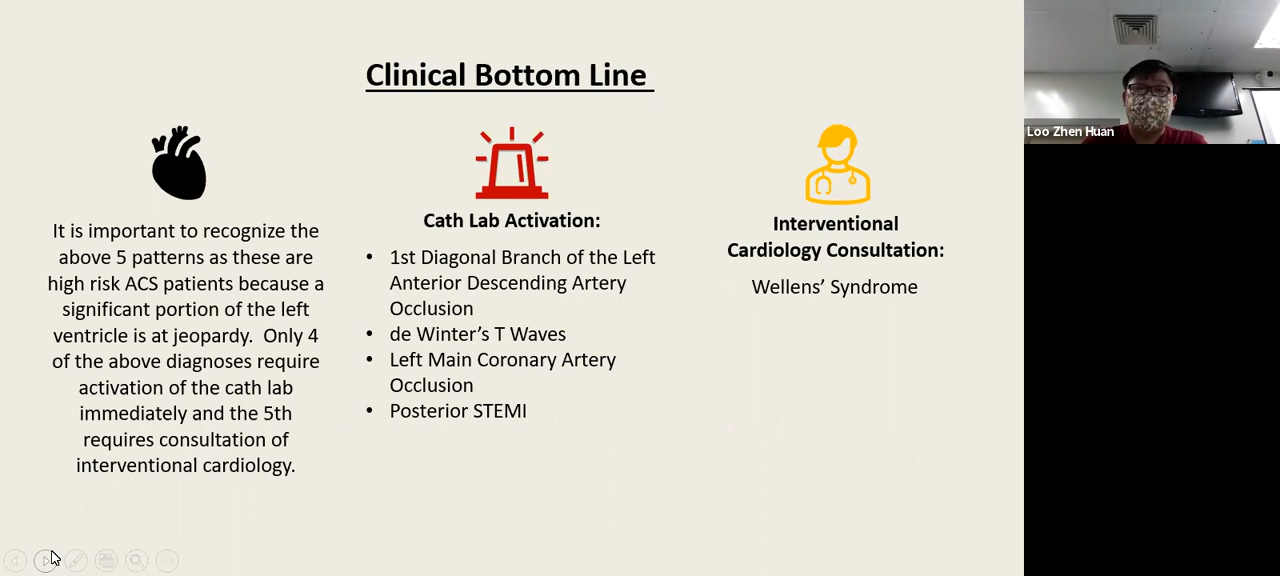 Clinical Bottom Line
It is important to recognize the
above 5 patterns as these are
high risk ACS patients because a
significant portion of the left
ventricle is at jeopardy.  Only 4
of the above diagnoses require
activation of the cath lab
immediately and the 5th
requires consultation of
interventional cardiology.
Cath Lab Activation:
• 1st Diagonal Branch of the Left
Anterior Descending Artery
Occlusion
• de Winter’s T Waves
• Left Main Coronary Artery
Occlusion
• Posterior STEMI
Interventional
Cardiology Consultation:
Wellens’ Syndrome
Loo Zhen Huan